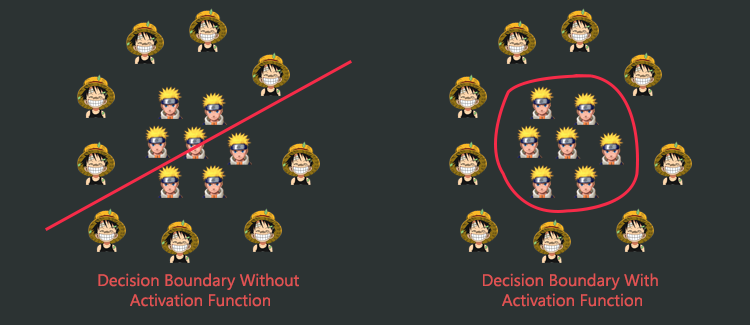 Decision Boundary Without
Activation Function
Decision Boundary With
Activation Function